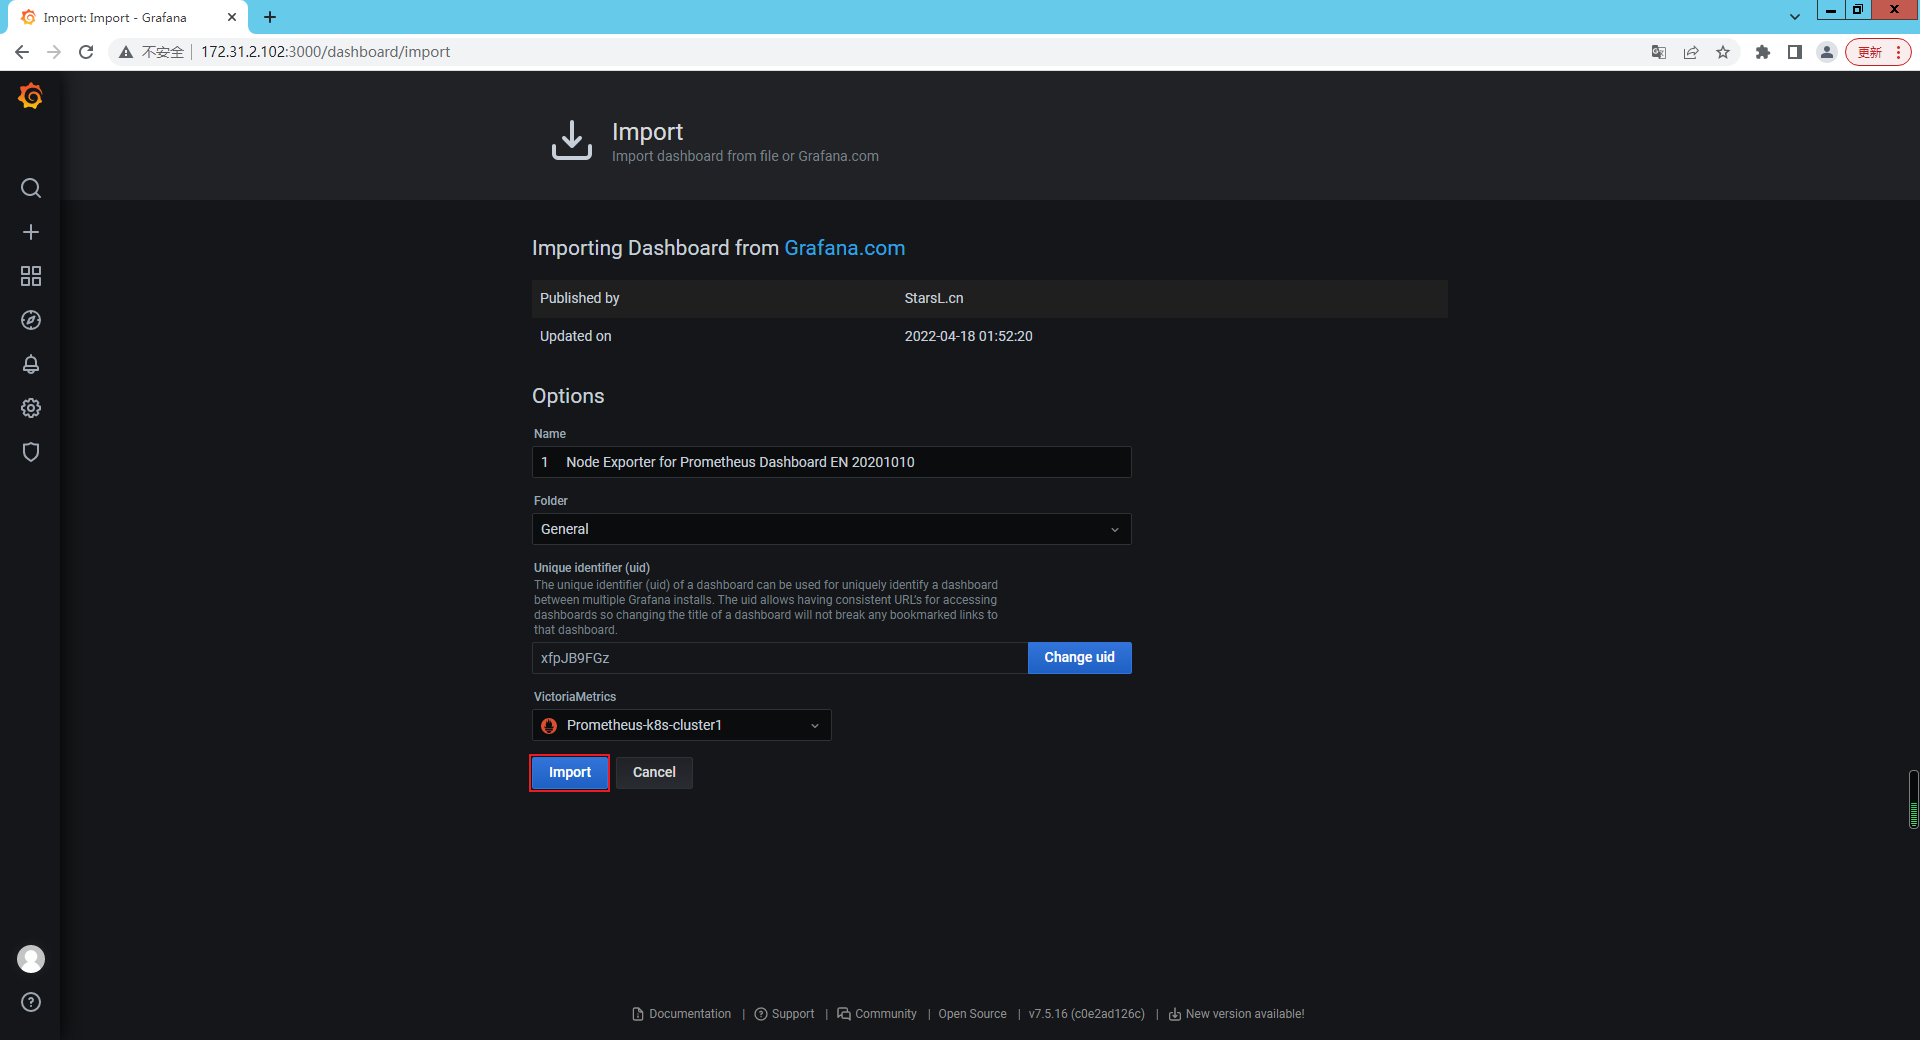 Import: Import - Grafana
不安全 172.31.2.102:3000/dashboard/import 更新
Import
Import dashboard from file or Grafana.com
Importing Dashboard from Grafana.com
Published by StarsL.cn
Updated on 2022-04-18 01:52:20
Options
Name
1 Node Exporter for Prometheus Dashboard EN 20201010
Folder
General
Unique identifier (uid)
The unique identifier (uid) of a dashboard can be used for uniquely identify a dashboard
between multiple Grafana installs. The uid allows having consistent URL's for accessing
dashboards so changing the title of a dashboard will not break any bookmarked links to
that dashboard.
xfpJB9FGz Change uid
VictoriaMetrics
Prometheus-k8s-cluster1
Import Cancel
Documentation | Support | Community | Open Source | v7.5.16 (c0e2ad126c) | New version available!